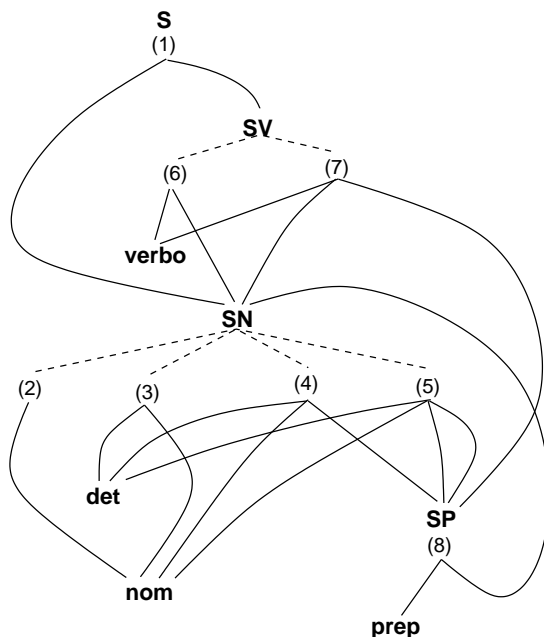 S
(1)
SV
(6) (7)
verbo
SN
(2) (3) (4) (5)
det
SP
(8)
nom
prep